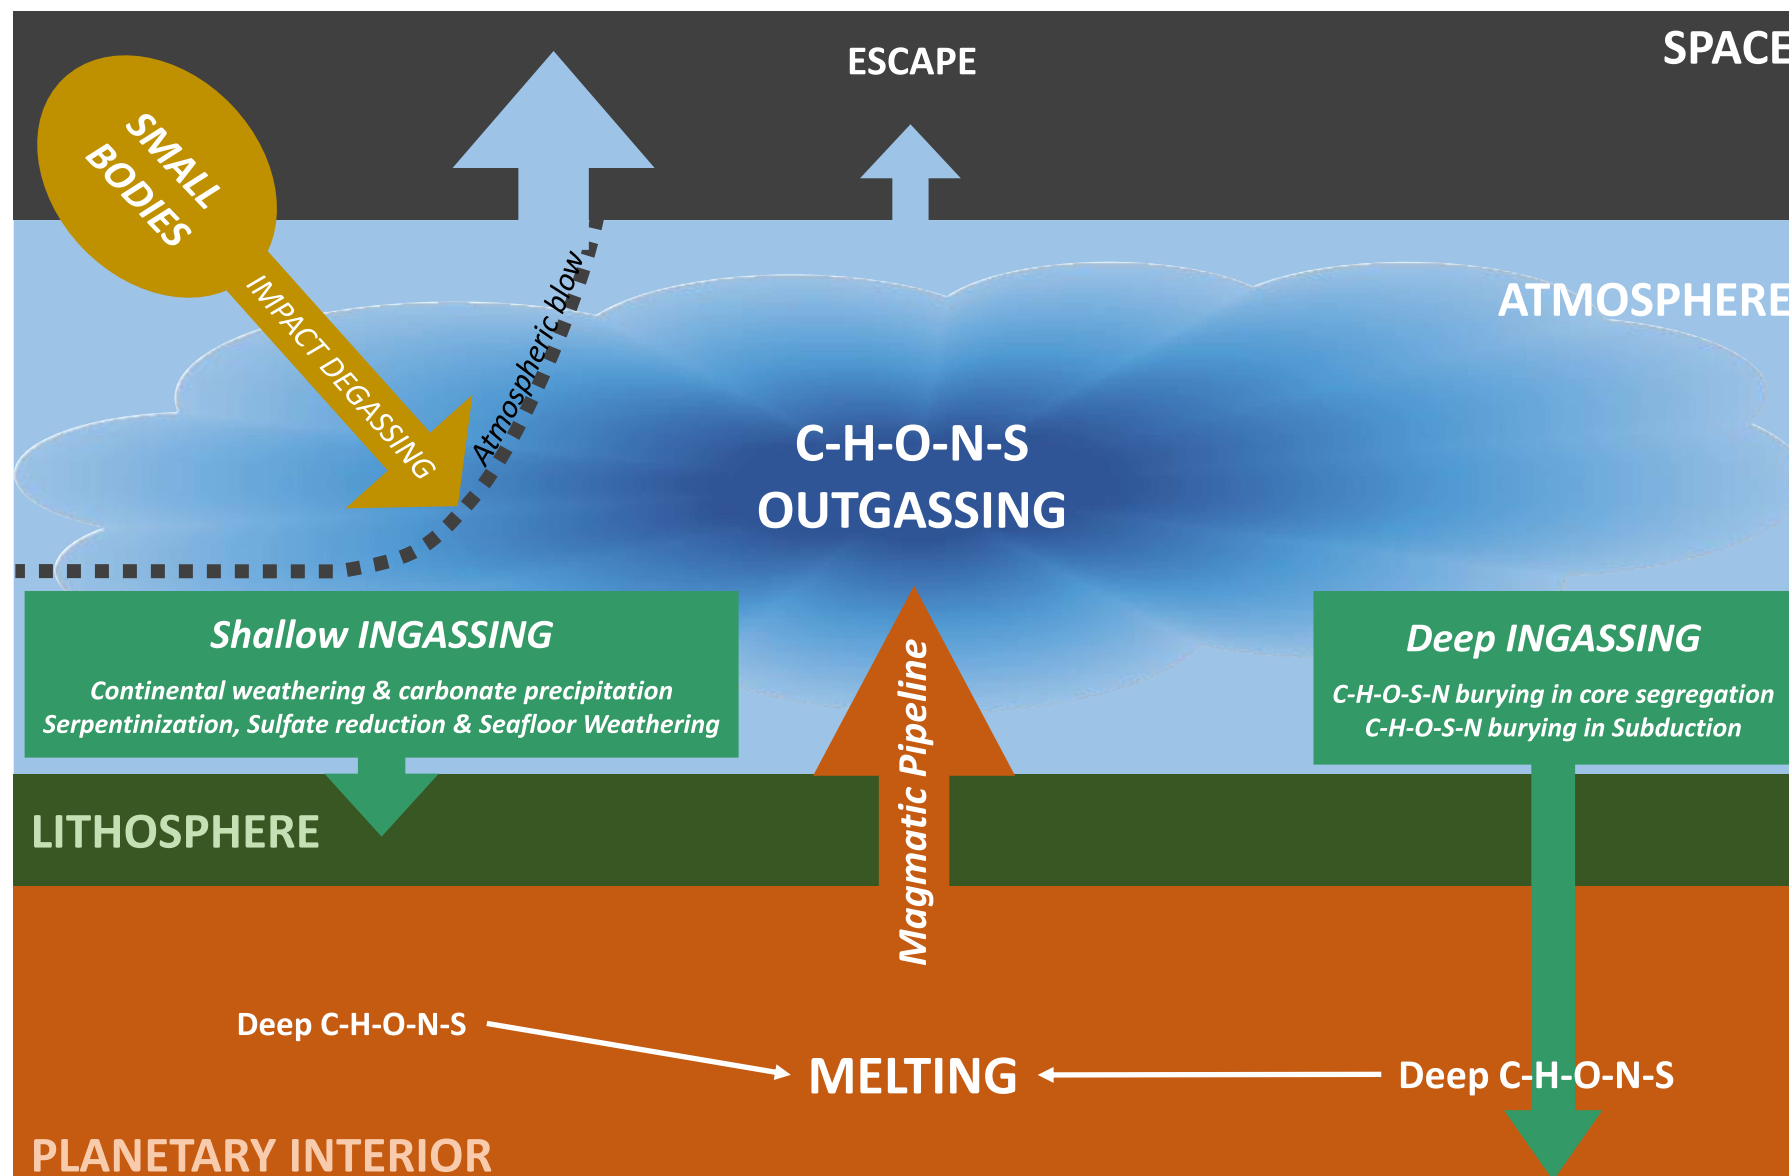 SPACE
ESCAPE
SMALL
BODIES
IMPACT DEGASSING
Atmospheric blow
ATMOSPHERE
C-H-O-N-S
OUTGASSING
Shallow INGASSING
Continental weathering & carbonate precipitation
Serpentinization, Sulfate reduction & Seafloor Weathering
Magmatic Pipeline
Deep INGASSING
C-H-O-S-N burying in core segregation
C-H-O-S-N burying in Subduction
LITHOSPHERE
Deep C-H-O-N-S
MELTING
Deep C-H-O-N-S
PLANETARY INTERIOR